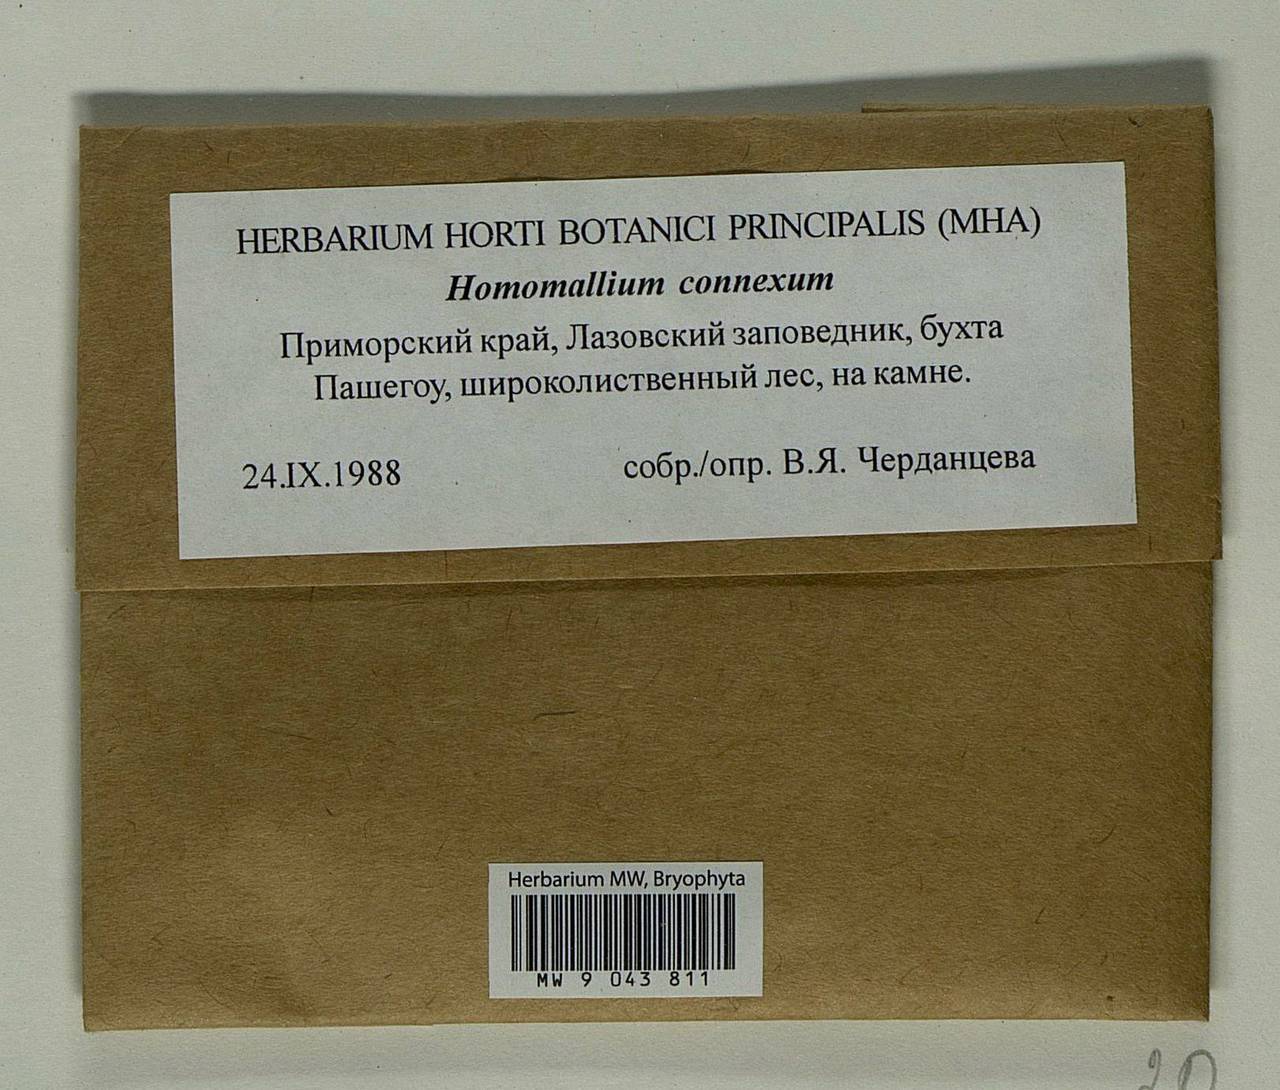 HERBARIUM HORTI BOTANICI PRINCIPALIS (MHA)
Homomallium connexum
Приморский край, Лазовский заповедник, бухта
Пашегоу, широколиственный лес, на камне.
24.IX.1988 собр./опр. В.Я. Черданцева
Herbarium MW, Bryophyta
MW 9 043 811